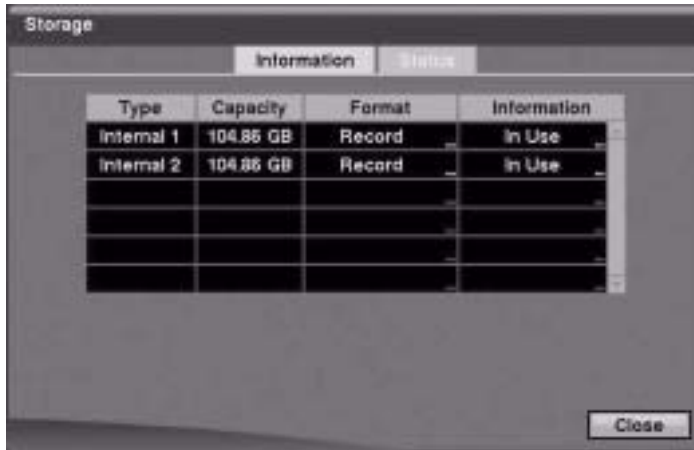 Storage
Information Status
Type Capacity Format Information
Internal 1 104.86 GB Record In Use
Internal 2 104.86 GB Record In Use
Close